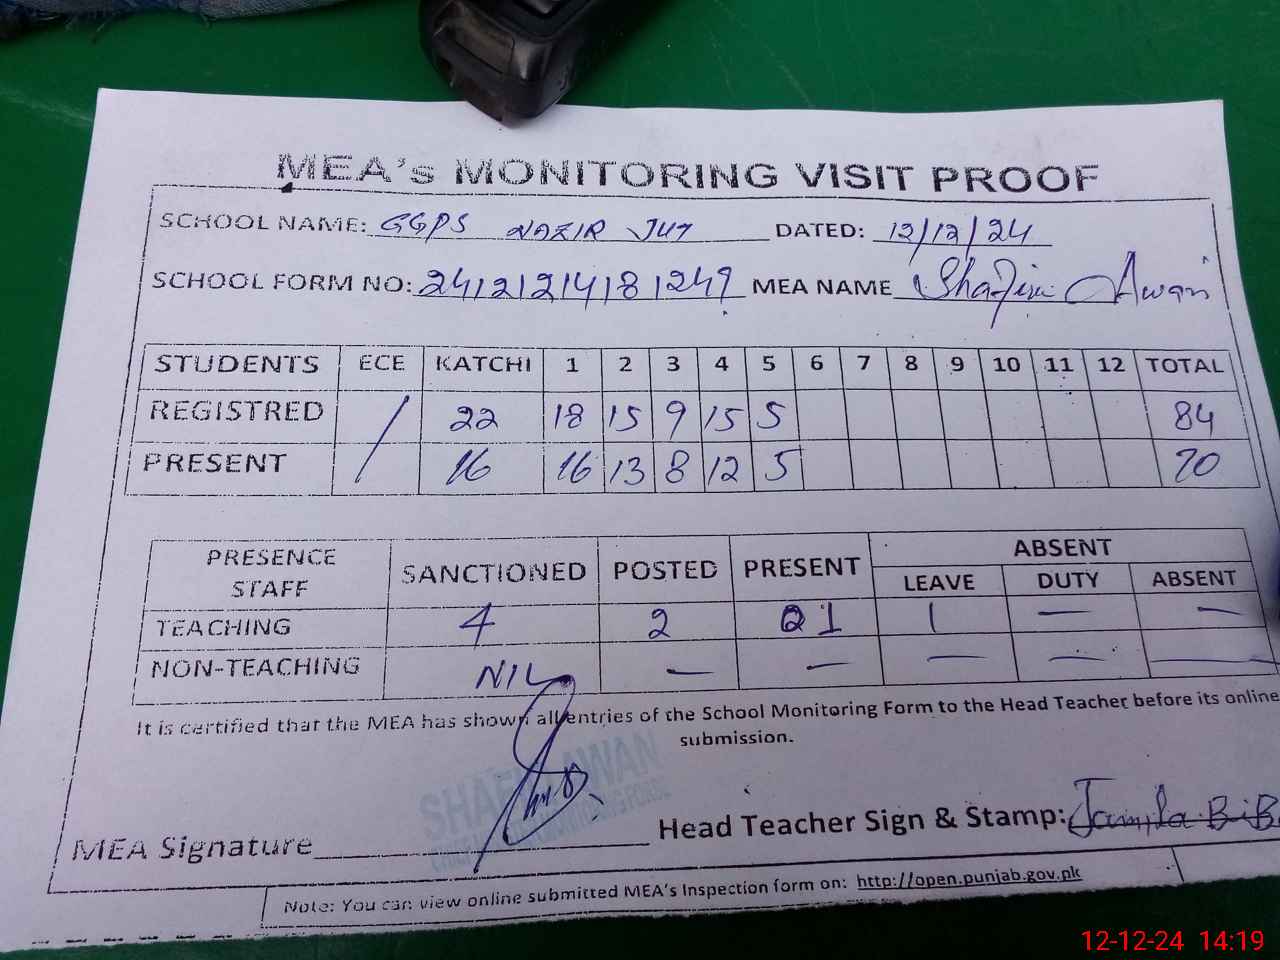 MEA's MONITORING VISIT PROOF
SCHOOL NAME: GGPS NAZIR JUT DATED: 12/12/24
SCHOOL FORM NO: 24121214181249 MEA NAME Awan
STUDENTS ECE KATCHI 1 2 3 4 5 6 7 8 9 10 11 12 TOTAL
REGISTRED / 22 18 15 9 15 5 84
PRESENT 16 16 13 8 12 5 70
PRESENCE STAFF SANCTIONED POSTED PRESENT ABSENT
LEAVE DUTY ABSENT
TEACHING 4 2 01 1 — —
NON-TEACHING NIL — — — — —
It is certified that the MEA has shown all entries of the School Monitoring Form to the Head Teacher before its online
submission.
MEA Signature
Head Teacher Sign & Stamp: Jamila BiB
Note: You can view online submitted MEA's Inspection form on: http://open.punjab.gov.pk
12-12-24 14:19